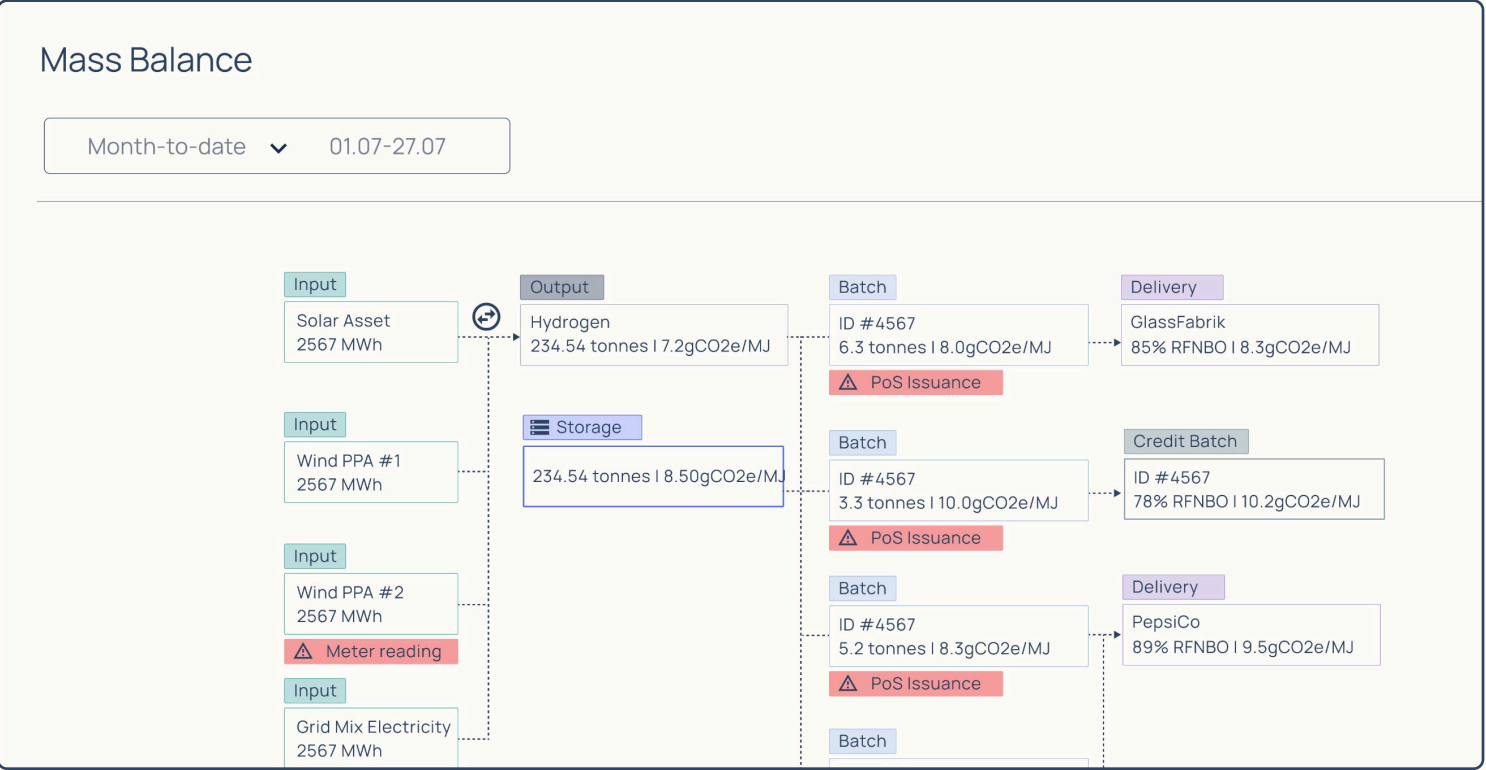 Mass Balance
Month-to-date
01.07-27.07
Input
Solar Asset
2567 MWh
Input
Wind PPA #1
2567 MWh
Input
Wind PPA #2
2567 MWh
Meter reading
Input
Grid Mix Electricity
2567 MWh
Output
Hydrogen
234.54 tonnes | 7.2gCO2e/MJ
Storage
234.54 tonnes | 8.50gCO2e/MJ
Batch
ID #4567
6.3 tonnes | 8.0gCO2e/MJ
PoS Issuance
Batch
ID #4567
3.3 tonnes | 10.0gCO2e/MJ
PoS Issuance
Batch
ID #4567
5.2 tonnes | 8.3gCO2e/MJ
PoS Issuance
Batch
Delivery
GlassFabrik
85% RFNBO | 8.3gCO2e/MJ
Credit Batch
ID #4567
78% RFNBO | 10.2gCO2e/MJ
Delivery
PepsiCo
89% RFNBO | 9.5gCO2e/MJ